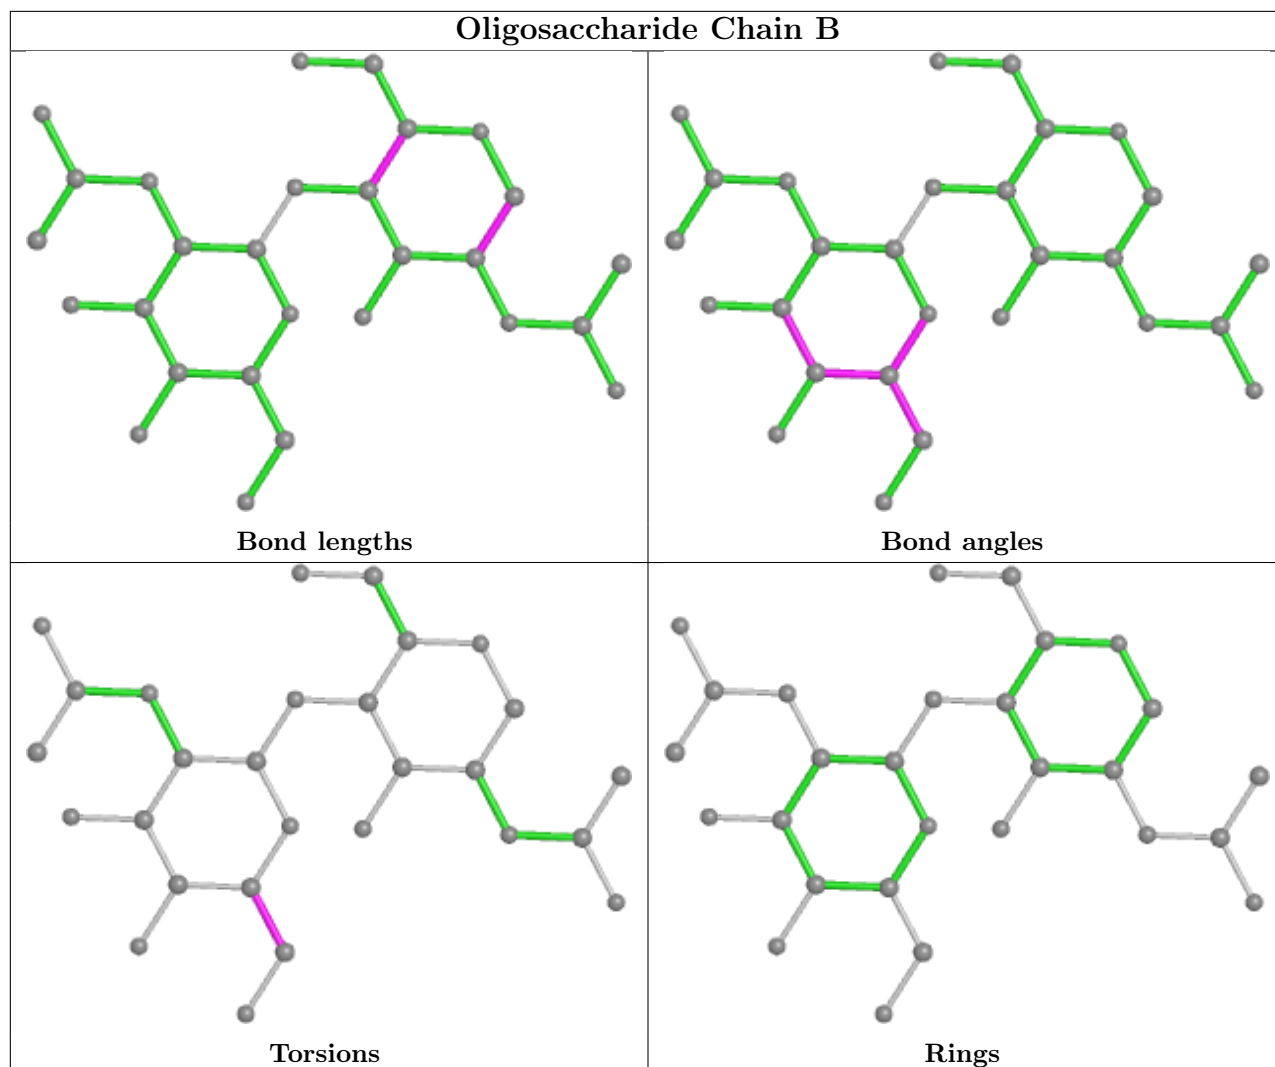 Oligosaccharide Chain B
Bond lengths
Bond angles
Torsions
Rings